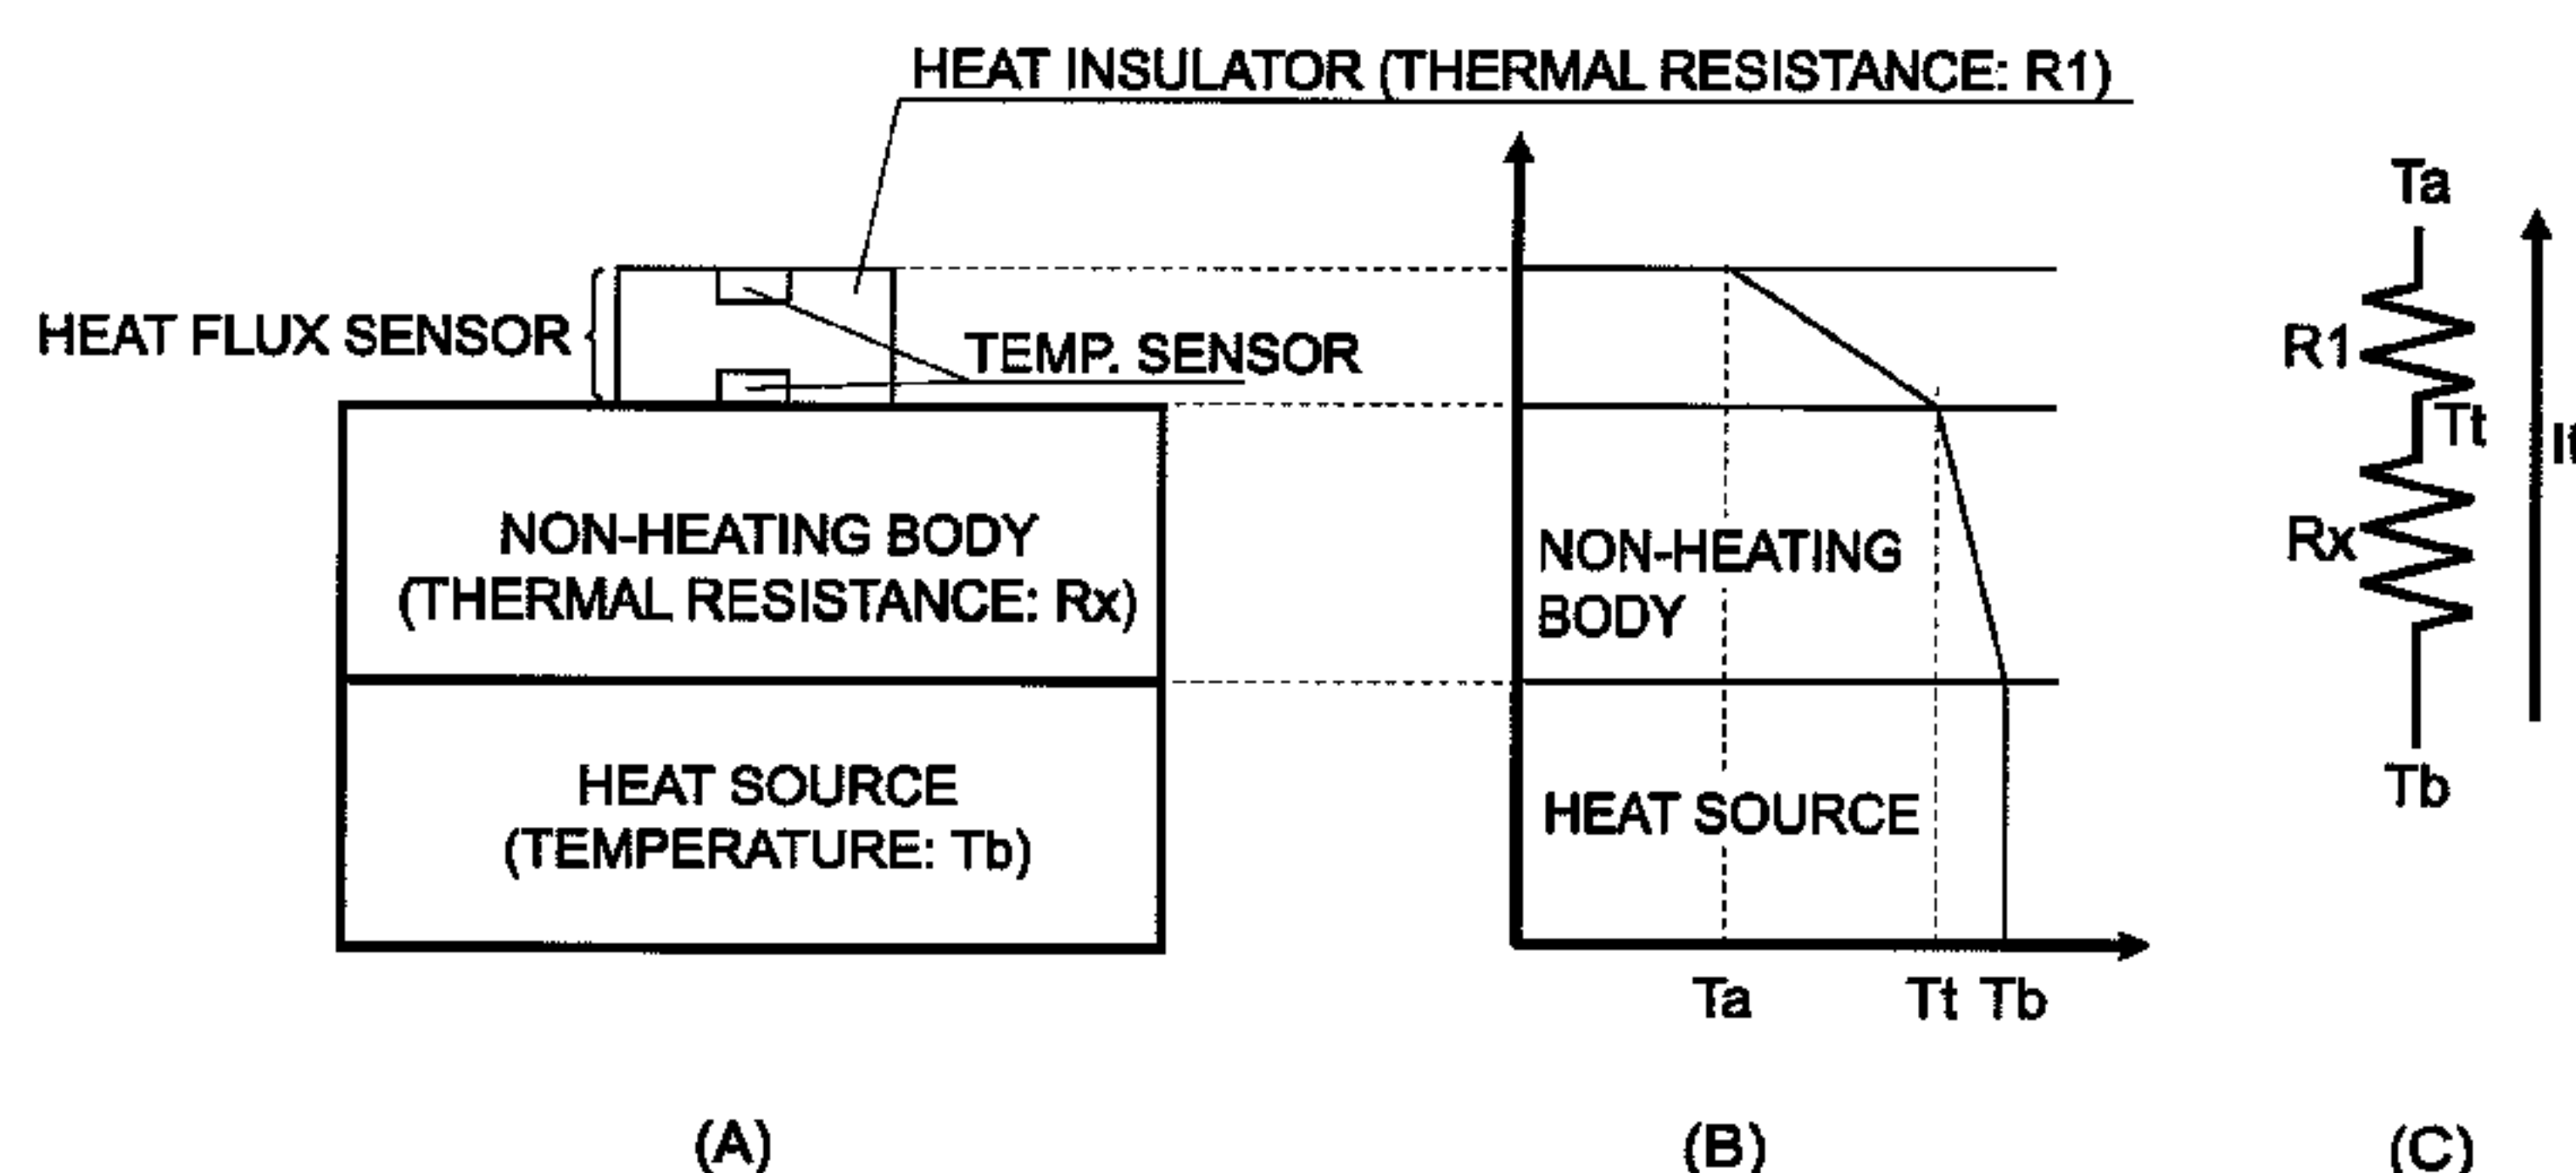 HEAT INSULATOR (THERMAL RESISTANCE: R1)
HEAT FLUX SENSOR
TEMP. SENSOR
NON-HEATING BODY
(THERMAL RESISTANCE: Rx)
HEAT SOURCE
(TEMPERATURE: Tb)
(A)
NON-HEATING
BODY
HEAT SOURCE
Ta Tt Tb
(B)
Ta
R1
Tt
It
Rx
Tb
(C)